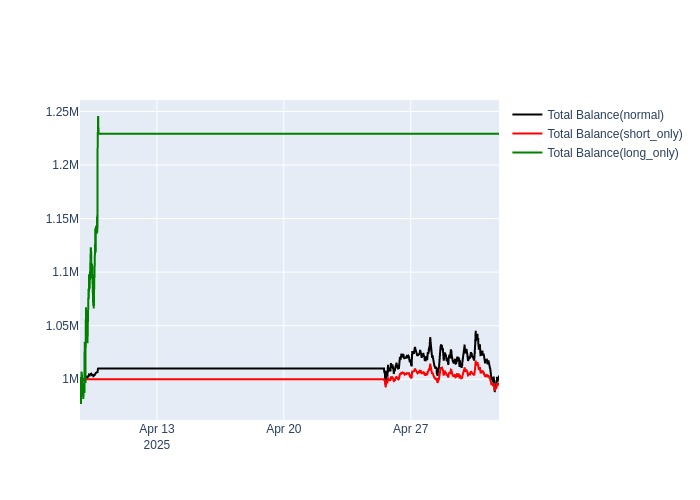 1.25M
1.2M
1.15M
1.1M
1.05M
1M
Apr 13
2025
Apr 20
Apr 27
Total Balance(normal)
Total Balance(short_only)
Total Balance(long_only)